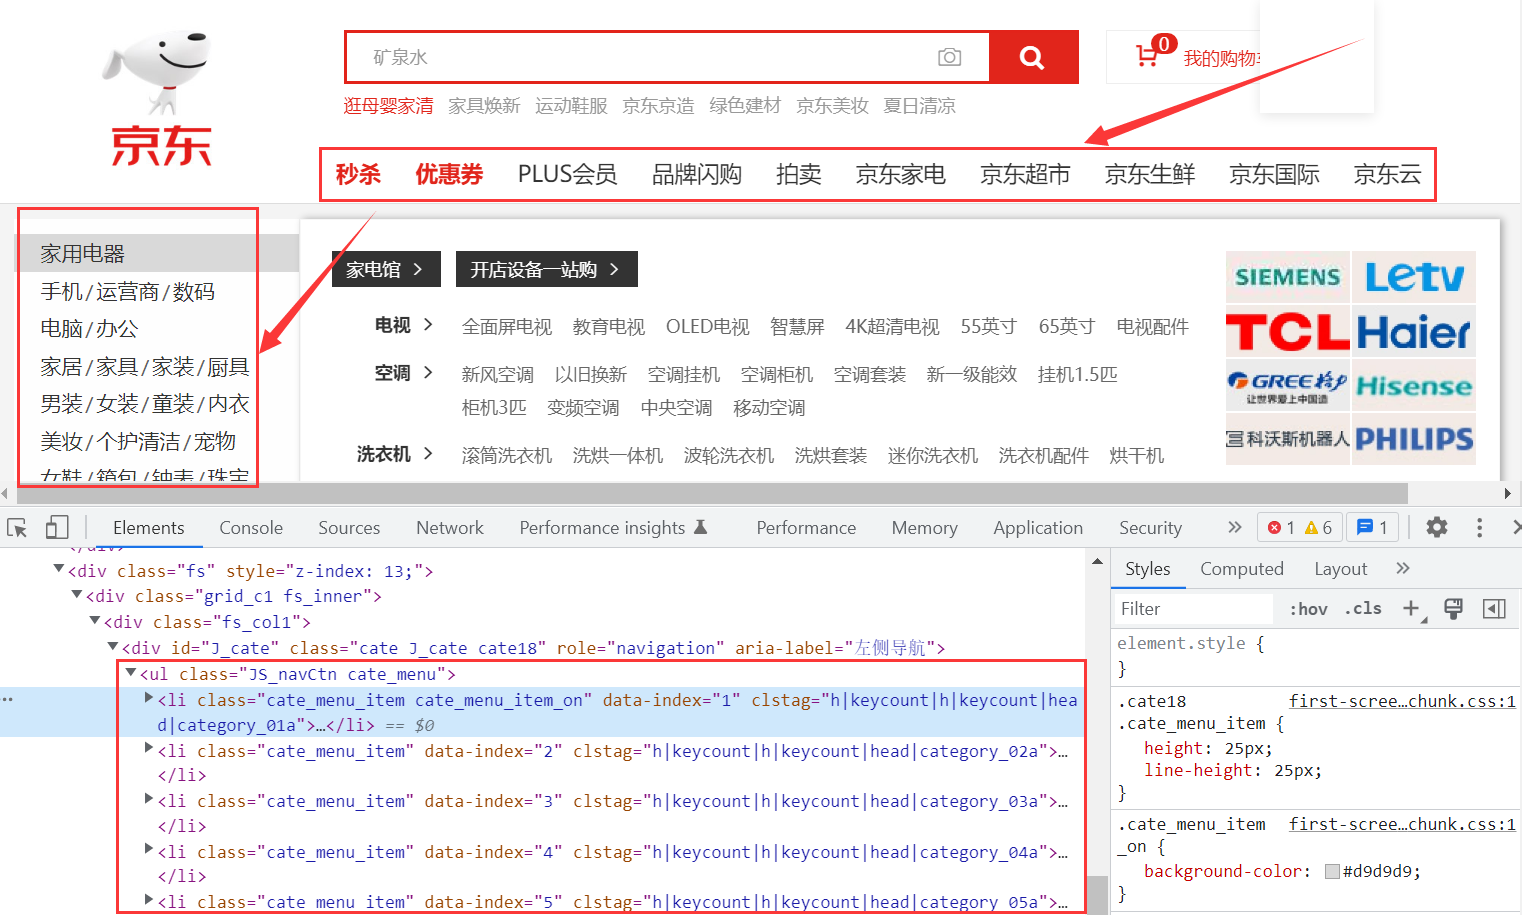 矿泉水
0
我的购物车
逛母婴家清 家具焕新 运动鞋服 京东京造 绿色建材 京东美妆 夏日清凉
京东
秒杀 优惠券 PLUS会员 品牌闪购 拍卖 京东家电 京东超市 京东生鲜 京东国际 京东云
家用电器
手机/运营商/数码
电脑/办公
家居/家具/家装/厨具
男装/女装/童装/内衣
美妆/个护清洁/宠物
女鞋/箱包/钟表/珠宝
家电馆 > 开店设备一站购 >
电视 > 全面屏电视 教育电视 OLED电视 智慧屏 4K超清电视 55英寸 65英寸 电视配件
空调 > 新风空调 以旧换新 空调挂机 空调柜机 空调套装 新一级能效 挂机1.5匹
柜机3匹 变频空调 中央空调 移动空调
洗衣机 > 滚筒洗衣机 洗烘一体机 波轮洗衣机 洗烘套装 迷你洗衣机 洗衣机配件 烘干机
SIEMENS Letv
TCL Haier
GREE格力 Hisense
让世界爱上中国造
科沃斯机器人 PHILIPS
Elements Console Sources Network Performance insights Performance Memory Application Security » 1 6 1
</div>
<div class="fs" style="z-index: 13;">
<div class="grid_c1 fs_inner">
<div class="fs_col1">
<div id="J_cate" class="cate J_cate cate18" role="navigation" aria-label="左侧导航">
<ul class="JS_navCtn cate_menu">
<li class="cate_menu_item cate_menu_item_on" data-index="1" clstag="h|keycount|h|keycount|hea
d|category_01a">…</li> == $0
<li class="cate_menu_item" data-index="2" clstag="h|keycount|h|keycount|head|category_02a">…
</li>
<li class="cate_menu_item" data-index="3" clstag="h|keycount|h|keycount|head|category_03a">…
</li>
<li class="cate_menu_item" data-index="4" clstag="h|keycount|h|keycount|head|category_04a">…
</li>
<li class="cate_menu_item" data-index="5" clstag="h|keycount|h|keycount|head|category_05a">…
Styles Computed Layout »
Filter :hov .cls +
element.style {
}
.cate18 first-scree…chunk.css:1
.cate_menu_item {
height: 25px;
line-height: 25px;
}
.cate_menu_item first-scree…chunk.css:1
_on {
background-color: #d9d9d9;
}